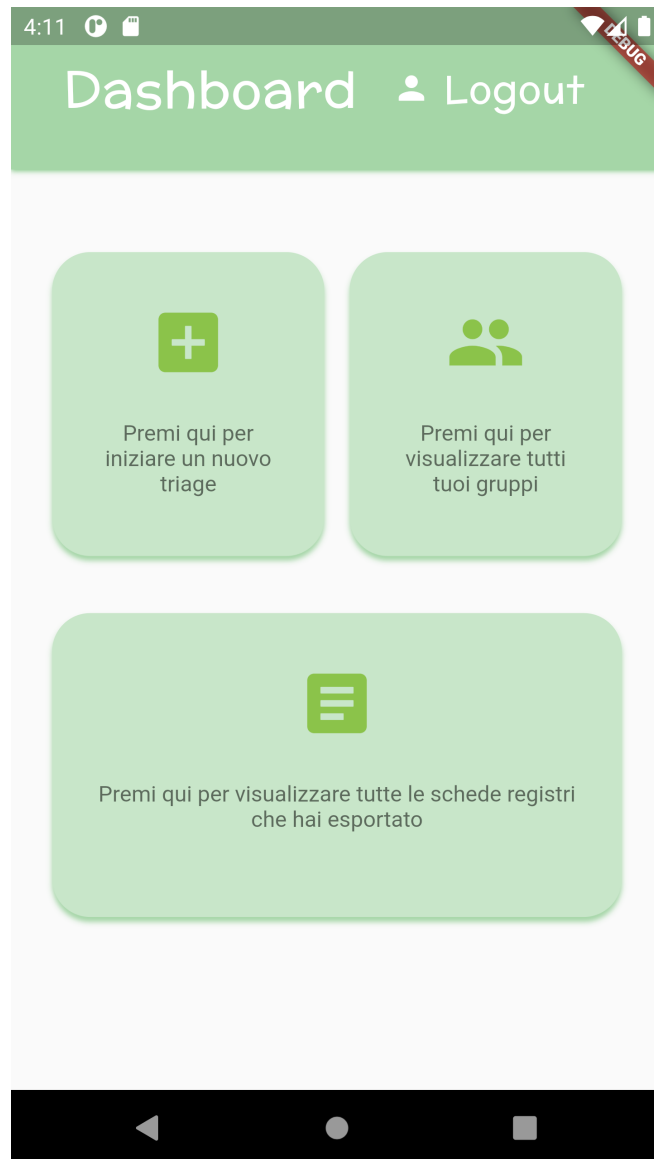 4:11
DEBUG
Dashboard Logout
Premi qui per
iniziare un nuovo
triage
Premi qui per
visualizzare tutti
tuoi gruppi
Premi qui per visualizzare tutte le schede registri
che hai esportato